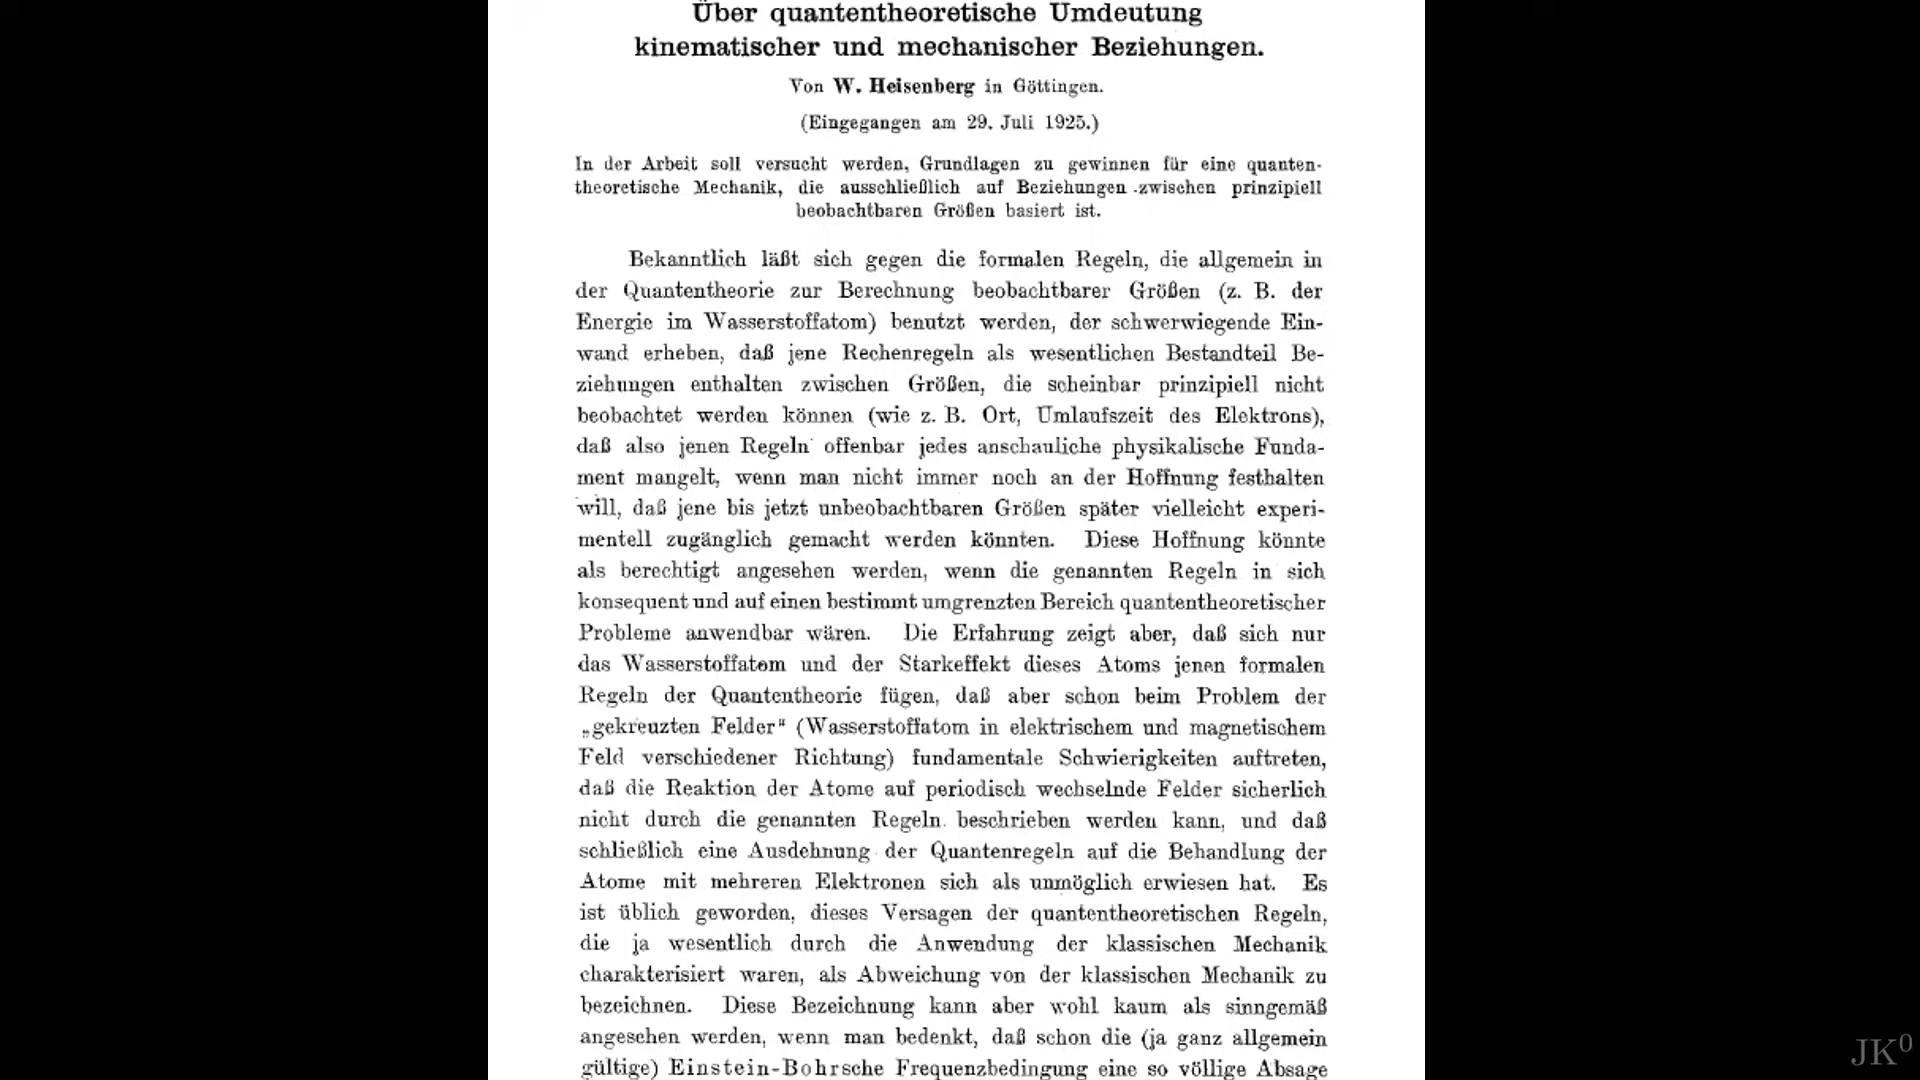 Über quantentheoretische Umdeutung
kinematischer und mechanischer Beziehungen.
Von W. Heisenberg in Göttingen.
(Eingegangen am 29. Juli 1925.)
In der Arbeit soll versucht werden, Grundlagen zu gewinnen für eine quanten-
theoretische Mechanik, die ausschließlich auf Beziehungen zwischen prinzipiell
beobachtbaren Größen basiert ist.
Bekanntlich läßt sich gegen die formalen Regeln, die allgemein in
der Quantentheorie zur Berechnung beobachtbarer Größen (z. B. der
Energie im Wasserstoffatom) benutzt werden, der schwerwiegende Ein-
wand erheben, daß jene Rechenregeln als wesentlichen Bestandteil Be-
ziehungen enthalten zwischen Größen, die scheinbar prinzipiell nicht
beobachtet werden können (wie z. B. Ort, Umlaufszeit des Elektrons),
daß also jenen Regeln offenbar jedes anschauliche physikalische Funda-
ment mangelt, wenn man nicht immer noch an der Hoffnung festhalten
will, daß jene bis jetzt unbeobachtbaren Größen später vielleicht experi-
mentell zugänglich gemacht werden könnten. Diese Hoffnung könnte
als berechtigt angesehen werden, wenn die genannten Regeln in sich
konsequent und auf einen bestimmt umgrenzten Bereich quantentheoretischer
Probleme anwendbar wären. Die Erfahrung zeigt aber, daß sich nur
das Wasserstoffatom und der Starkeffekt dieses Atoms jenen formalen
Regeln der Quantentheorie fügen, daß aber schon beim Problem der
„gekreuzten Felder" (Wasserstoffatom in elektrischem und magnetischem
Feld verschiedener Richtung) fundamentale Schwierigkeiten auftreten,
daß die Reaktion der Atome auf periodisch wechselnde Felder sicherlich
nicht durch die genannten Regeln beschrieben werden kann, und daß
schließlich eine Ausdehnung der Quantenregeln auf die Behandlung der
Atome mit mehreren Elektronen sich als unmöglich erwiesen hat. Es
ist üblich geworden, dieses Versagen der quantentheoretischen Regeln,
die ja wesentlich durch die Anwendung der klassischen Mechanik
charakterisiert waren, als Abweichung von der klassischen Mechanik zu
bezeichnen. Diese Bezeichnung kann aber wohl kaum als sinngemäß
angesehen werden, wenn man bedenkt, daß schon die (ja ganz allgemein
gültige) Einstein-Bohrsche Frequenzbedingung eine so völlige Absage
JK⁰